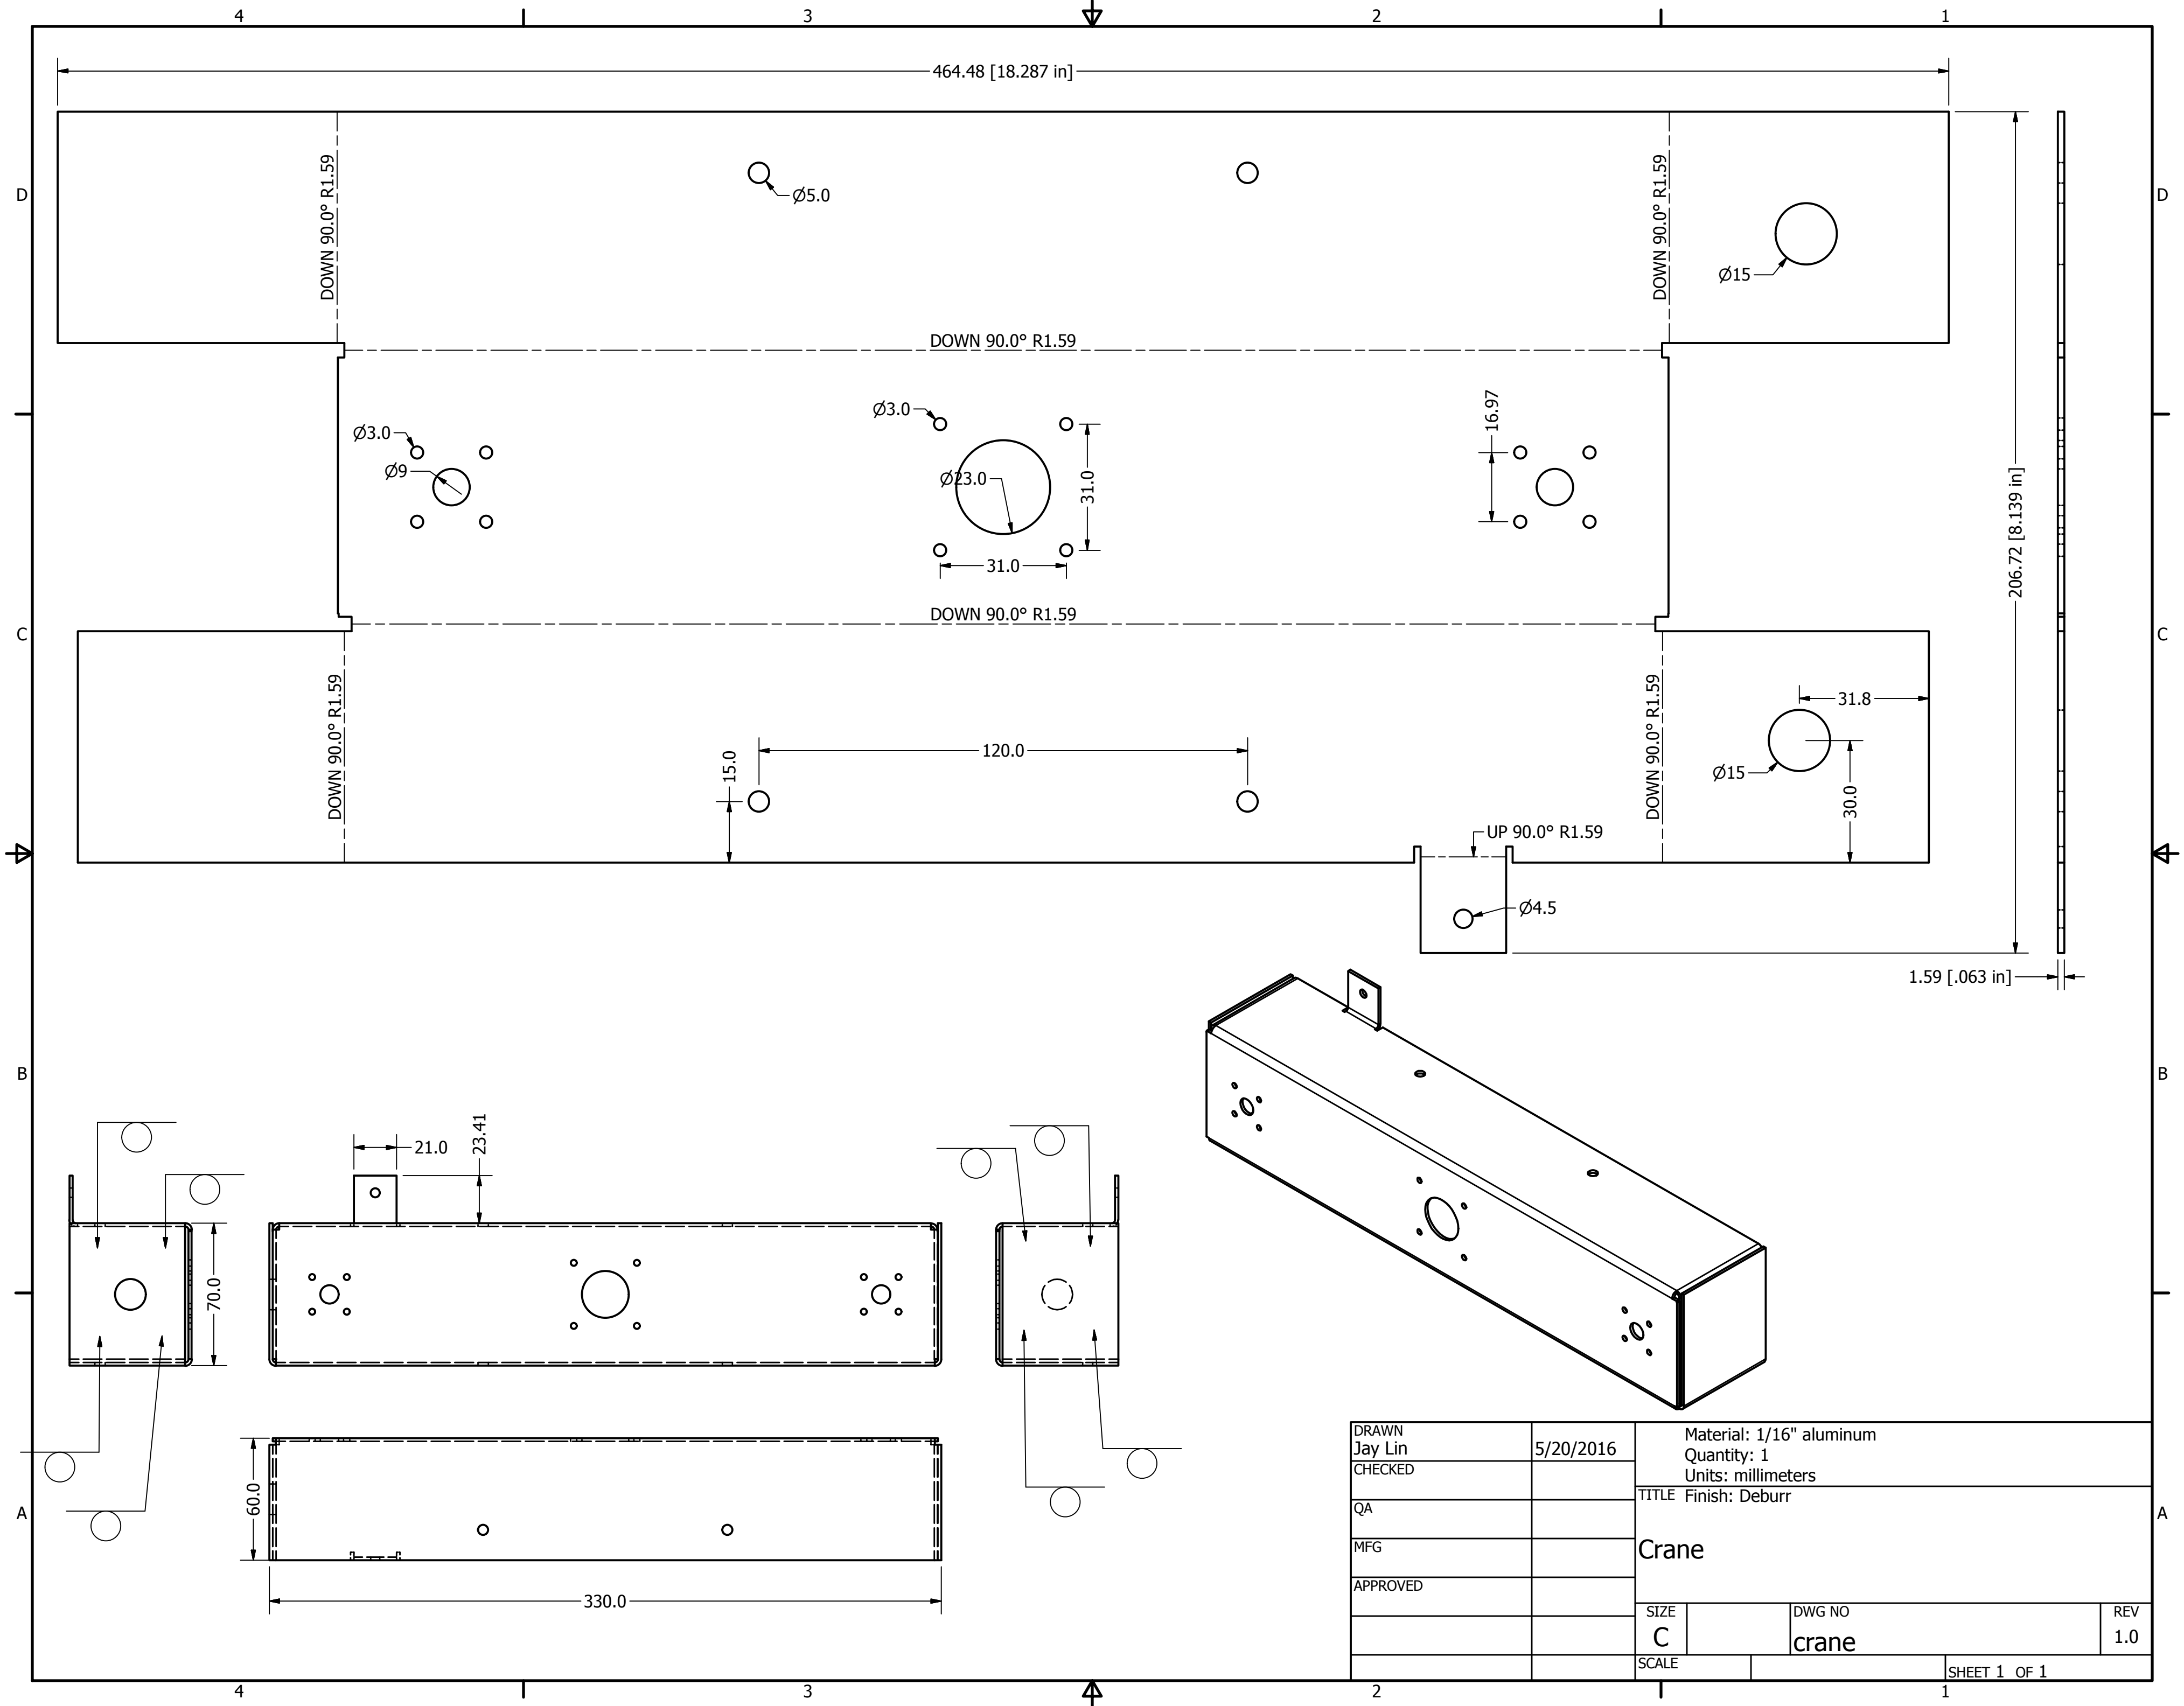 4 3 2 1
464.48 [18.287 in]
D D
DOWN 90.0° R1.59
DOWN 90.0° R1.59
Ø5.0
Ø15
DOWN 90.0° R1.59
Ø3.0
Ø9
Ø3.0
Ø23.0
31.0
31.0
16.97
206.72 [8.139 in]
DOWN 90.0° R1.59
C C
DOWN 90.0° R1.59
DOWN 90.0° R1.59
31.8
120.0
15.0
Ø15
30.0
UP 90.0° R1.59
Ø4.5
1.59 [.063 in]
B B
21.0
23.41
70.0
60.0
330.0
A A
DRAWN
Jay Lin 5/20/2016
CHECKED
QA
MFG
APPROVED
Material: 1/16" aluminum
Quantity: 1
Units: millimeters
TITLE Finish: Deburr
Crane
SIZE
C
DWG NO
crane
REV
1.0
SCALE
SHEET 1 OF 1
4 3 2 1